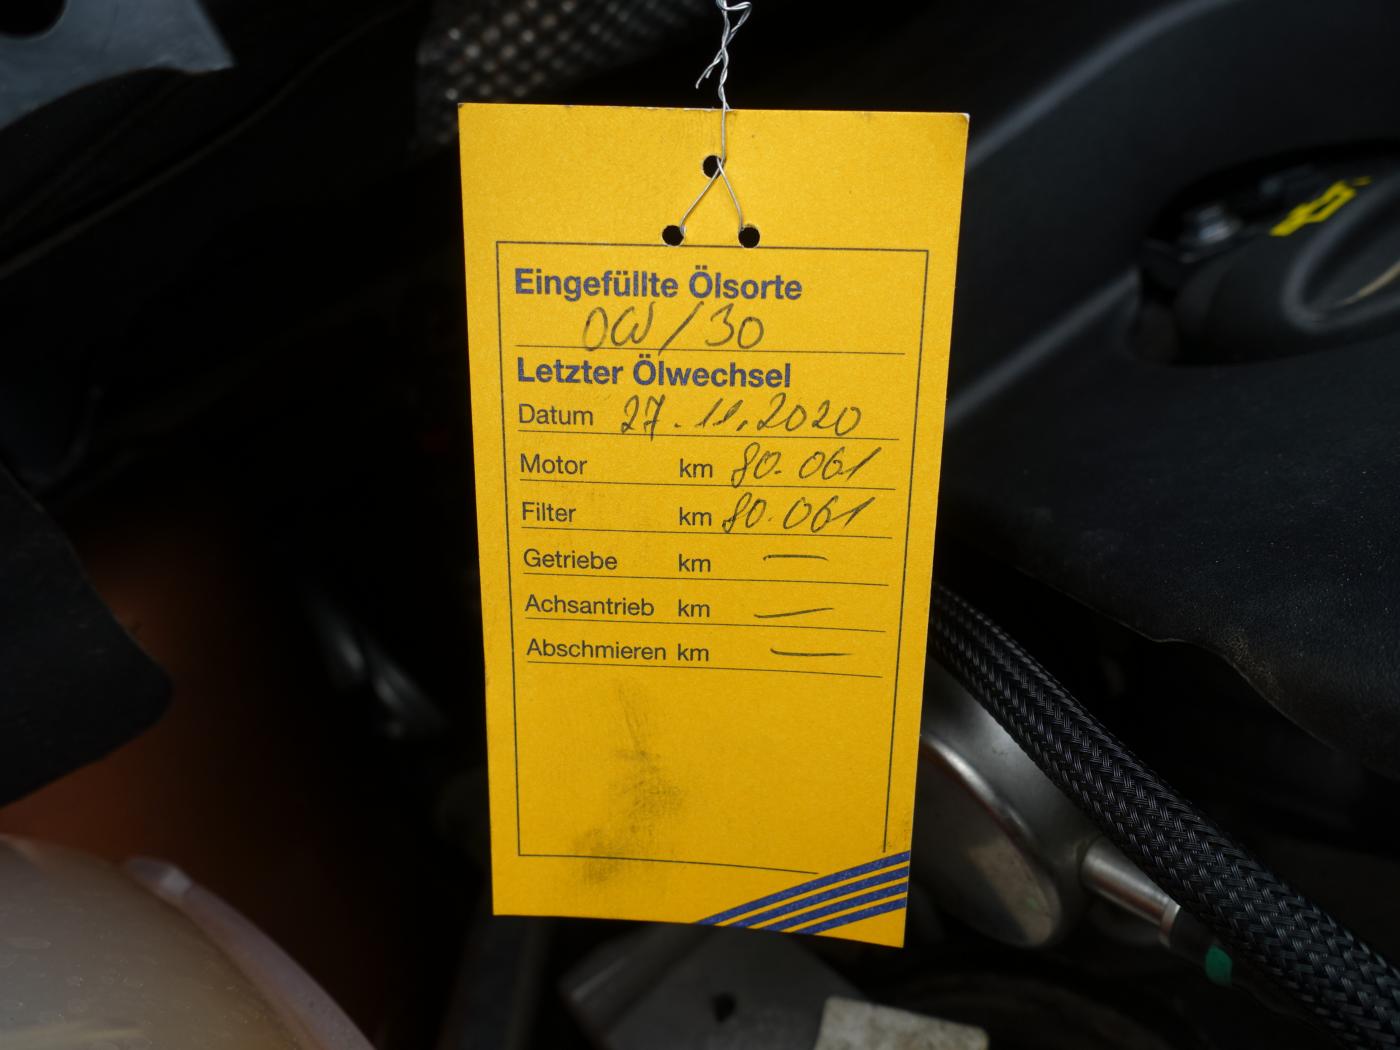 Eingefüllte Ölsorte
0W/30
Letzter Ölwechsel
Datum 27.11.2020
Motor km 80.061
Filter km 80.061
Getriebe km —
Achsantrieb km —
Abschmieren km —